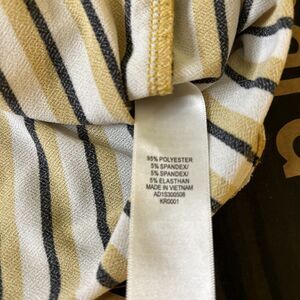 95% POLYESTER
5% SPANDEX/
5% SPANDEX/
5% ELASTHAN
MADE IN VIETNAM
AD1S300508
KR0001